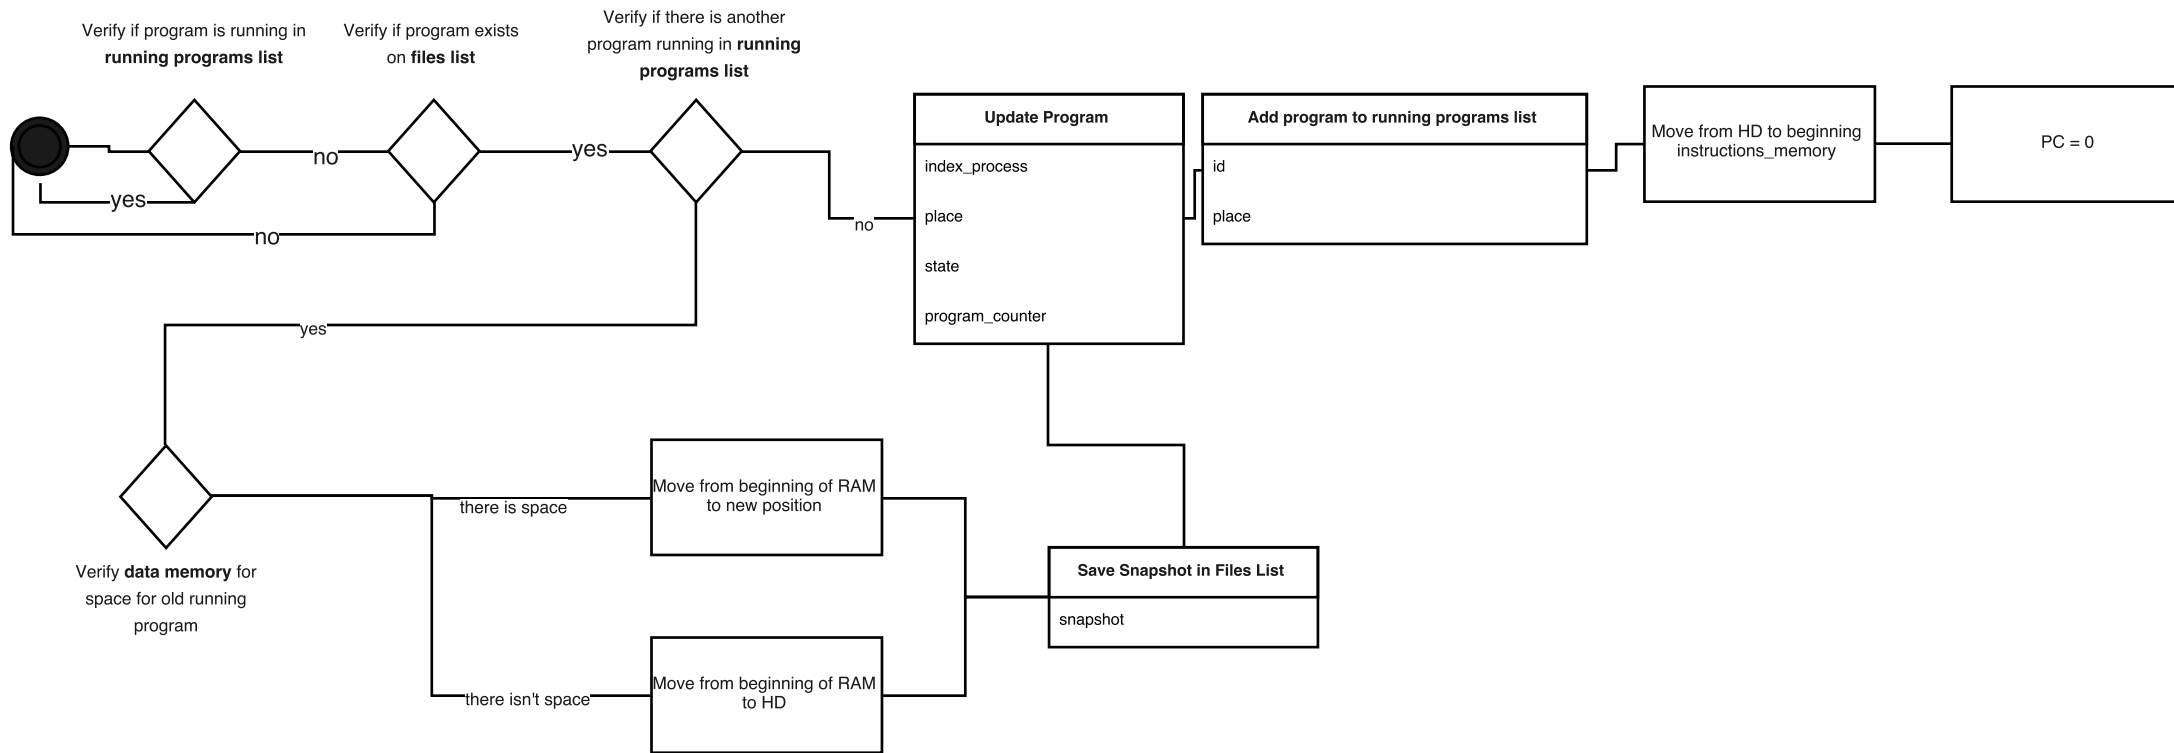 Verify if program is running in
running programs list
Verify if program exists
on files list
Verify if there is another
program running in running
programs list
no
yes
yes
no
no
Update Program
index_process
place
state
program_counter
Add program to running programs list
id
place
Move from HD to beginning
instructions_memory
PC = 0
yes
Verify data memory for
space for old running
program
there is space
there isn't space
Move from beginning of RAM
to new position
Move from beginning of RAM
to HD
Save Snapshot in Files List
snapshot